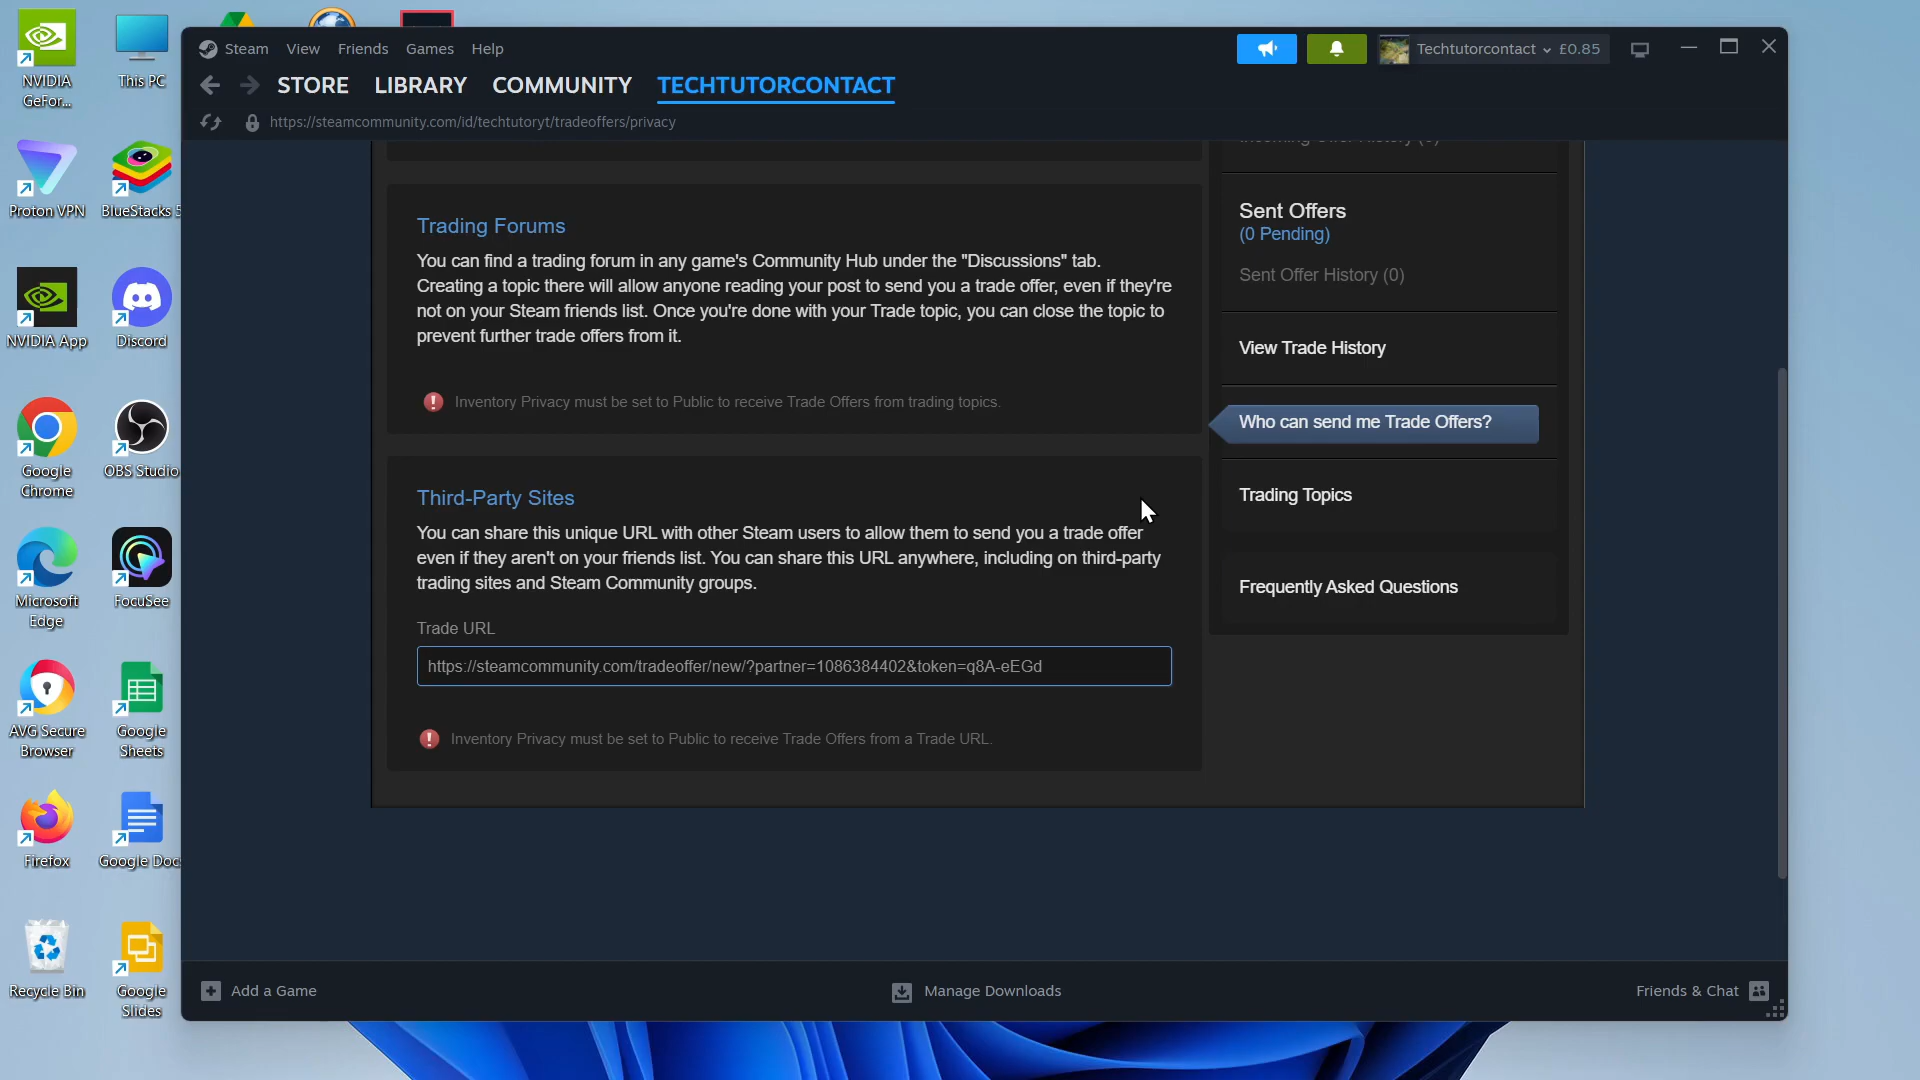 NVIDIA
GeFor...
This PC
Proton VPN
BlueStacks 5
NVIDIA App
Discord
Google
Chrome
OBS Studio
Microsoft
Edge
FocuSee
AVG Secure
Browser
Google
Sheets
Firefox
Google Docs
Recycle Bin
Google
Slides
Steam View Friends Games Help
Techtutorcontact £0.85
STORE LIBRARY COMMUNITY TECHTUTORCONTACT
https://steamcommunity.com/id/techtutoryt/tradeoffers/privacy
Trading Forums
You can find a trading forum in any game's Community Hub under the "Discussions" tab.
Creating a topic there will allow anyone reading your post to send you a trade offer, even if they're
not on your Steam friends list. Once you're done with your Trade topic, you can close the topic to
prevent further trade offers from it.
Inventory Privacy must be set to Public to receive Trade Offers from trading topics.
Third-Party Sites
You can share this unique URL with other Steam users to allow them to send you a trade offer
even if they aren't on your friends list. You can share this URL anywhere, including on third-party
trading sites and Steam Community groups.
Trade URL
https://steamcommunity.com/tradeoffer/new/?partner=1086384402&token=q8A-eEGd
Inventory Privacy must be set to Public to receive Trade Offers from a Trade URL.
Sent Offers
(0 Pending)
Sent Offer History (0)
View Trade History
Who can send me Trade Offers?
Trading Topics
Frequently Asked Questions
Add a Game
Manage Downloads
Friends & Chat